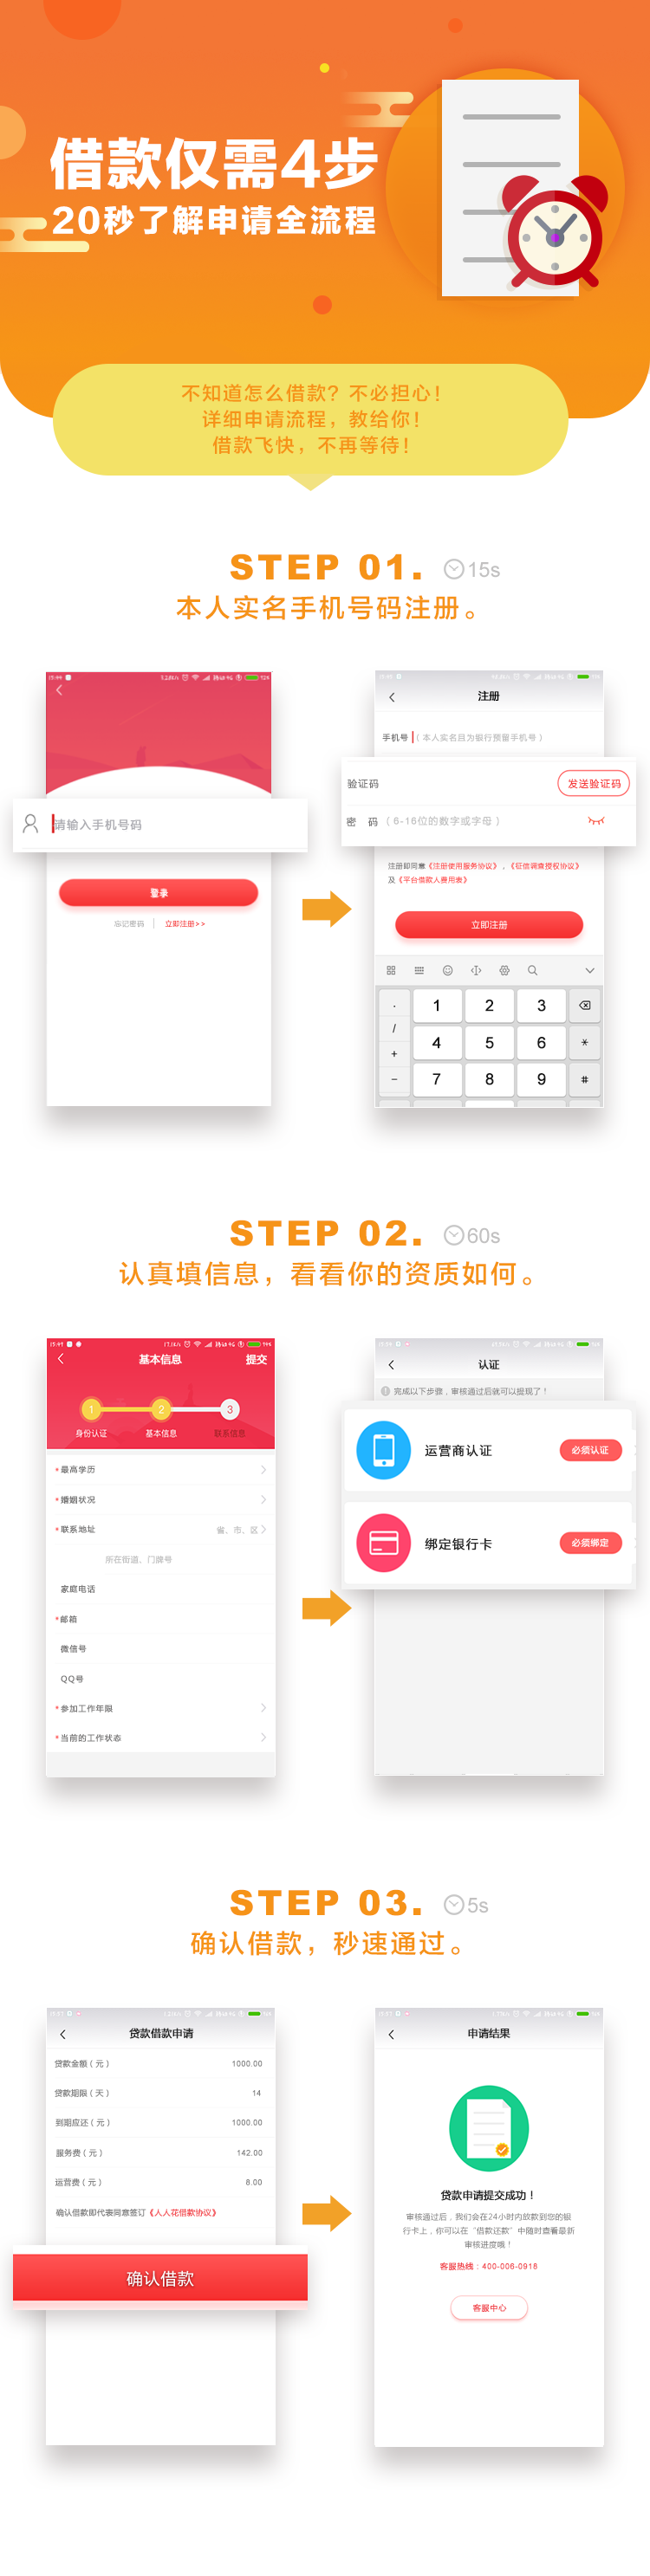 借款仅需4步
20秒了解申请全流程
不知道怎么借款？不必担心！
详细申请流程，教给你！
借款飞快，不再等待！
STEP 01. 15s
本人实名手机号码注册。
请输入手机号码
登录
忘记密码 | 立即注册>>
注册
手机号 ( 本人实名且为银行预留手机号 )
验证码 发送验证码
密 码 ( 6-16位的数字或字母 )
注册即同意《注册使用服务协议》，《征信调查授权协议》
及《平台借款人费用表》
立即注册
. 1 2 3
/ 4 5 6 *
+
- 7 8 9 #
STEP 02. 60s
认真填信息，看看你的资质如何。
基本信息 提交
1 2 3
身份认证 基本信息 联系信息
* 最高学历
* 婚姻状况
* 联系地址 省、市、区
所在街道、门牌号
家庭电话
* 邮箱
微信号
QQ号
* 参加工作年限
* 当前的工作状态
认证
完成以下步骤，审核通过后就可以提现了！
运营商认证 必须认证
绑定银行卡 必须绑定
STEP 03. 5s
确认借款，秒速通过。
贷款借款申请
贷款金额 ( 元 ) 1000.00
贷款期限 ( 天 ) 14
到期应还 ( 元 ) 1000.00
服务费 ( 元 ) 142.00
运营费 ( 元 ) 8.00
确认借款即代表同意签订《人人花借款协议》
确认借款
申请结果
贷款申请提交成功！
审核通过后，我们会在24小时内放款到您的银
行卡上，你可以在“借款还款”中随时查看最新
审核进度哦！
客服热线：400-006-0918
客服中心